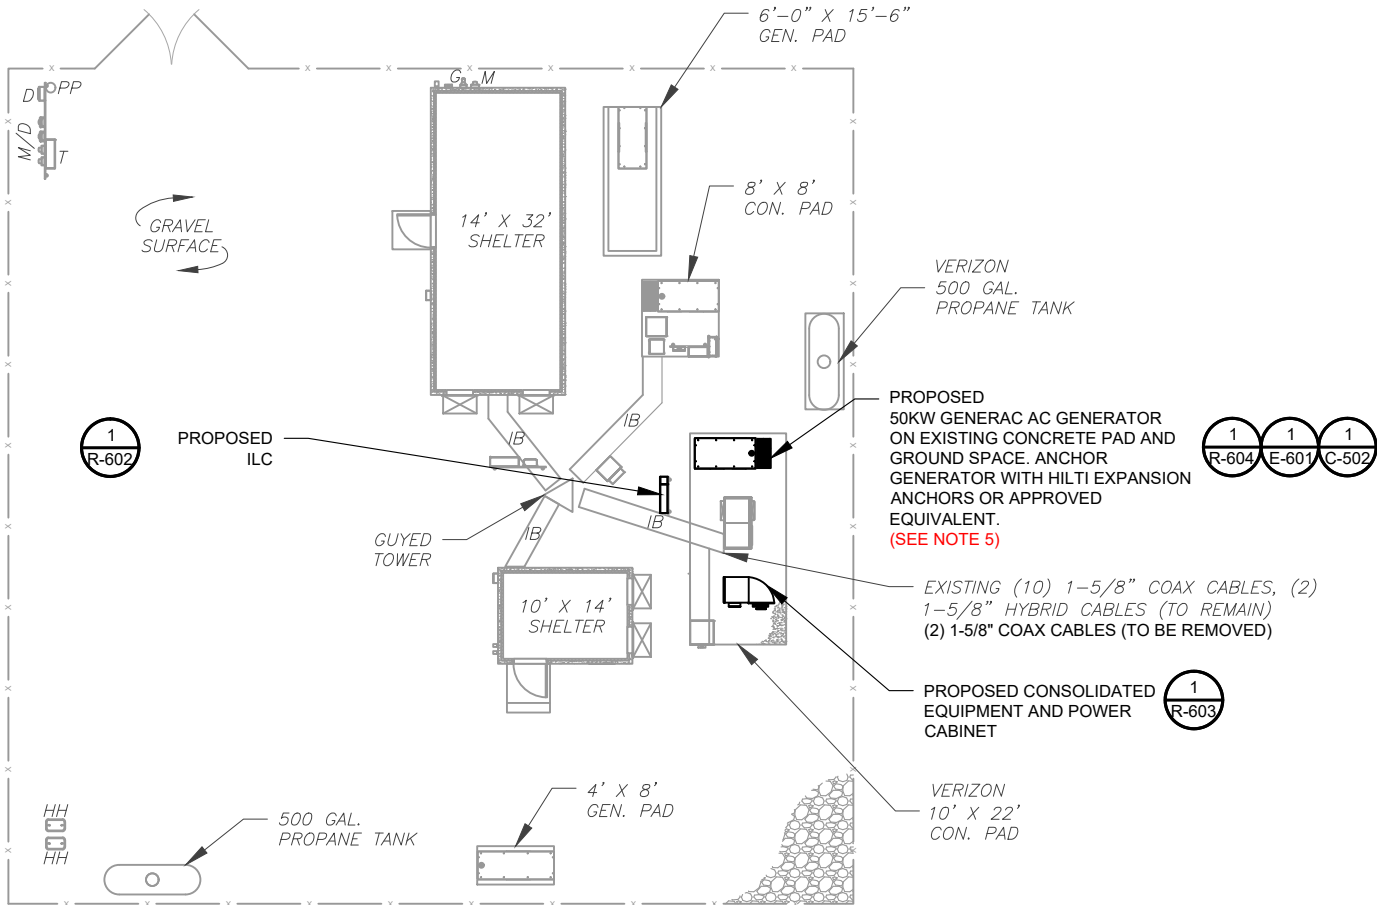 6'-0" X 15'-6"
GEN. PAD
G
M
D
PP
M/D
T
8' X 8'
CON. PAD
14' X 32'
SHELTER
GRAVEL
SURFACE
VERIZON
500 GAL.
PROPANE TANK
1
R-602
PROPOSED
ILC
IB
IB
IB
IB
PROPOSED
50KW GENERAC AC GENERATOR
ON EXISTING CONCRETE PAD AND
GROUND SPACE. ANCHOR
GENERATOR WITH HILTI EXPANSION
ANCHORS OR APPROVED
EQUIVALENT.
(SEE NOTE 5)
1
R-604
1
E-601
1
C-502
GUYED
TOWER
10' X 14'
SHELTER
EXISTING (10) 1-5/8" COAX CABLES, (2)
1-5/8" HYBRID CABLES (TO REMAIN)
(2) 1-5/8" COAX CABLES (TO BE REMOVED)
PROPOSED CONSOLIDATED
EQUIPMENT AND POWER
CABINET
1
R-603
VERIZON
10' X 22'
CON. PAD
4' X 8'
GEN. PAD
500 GAL.
PROPANE TANK
HH
HH